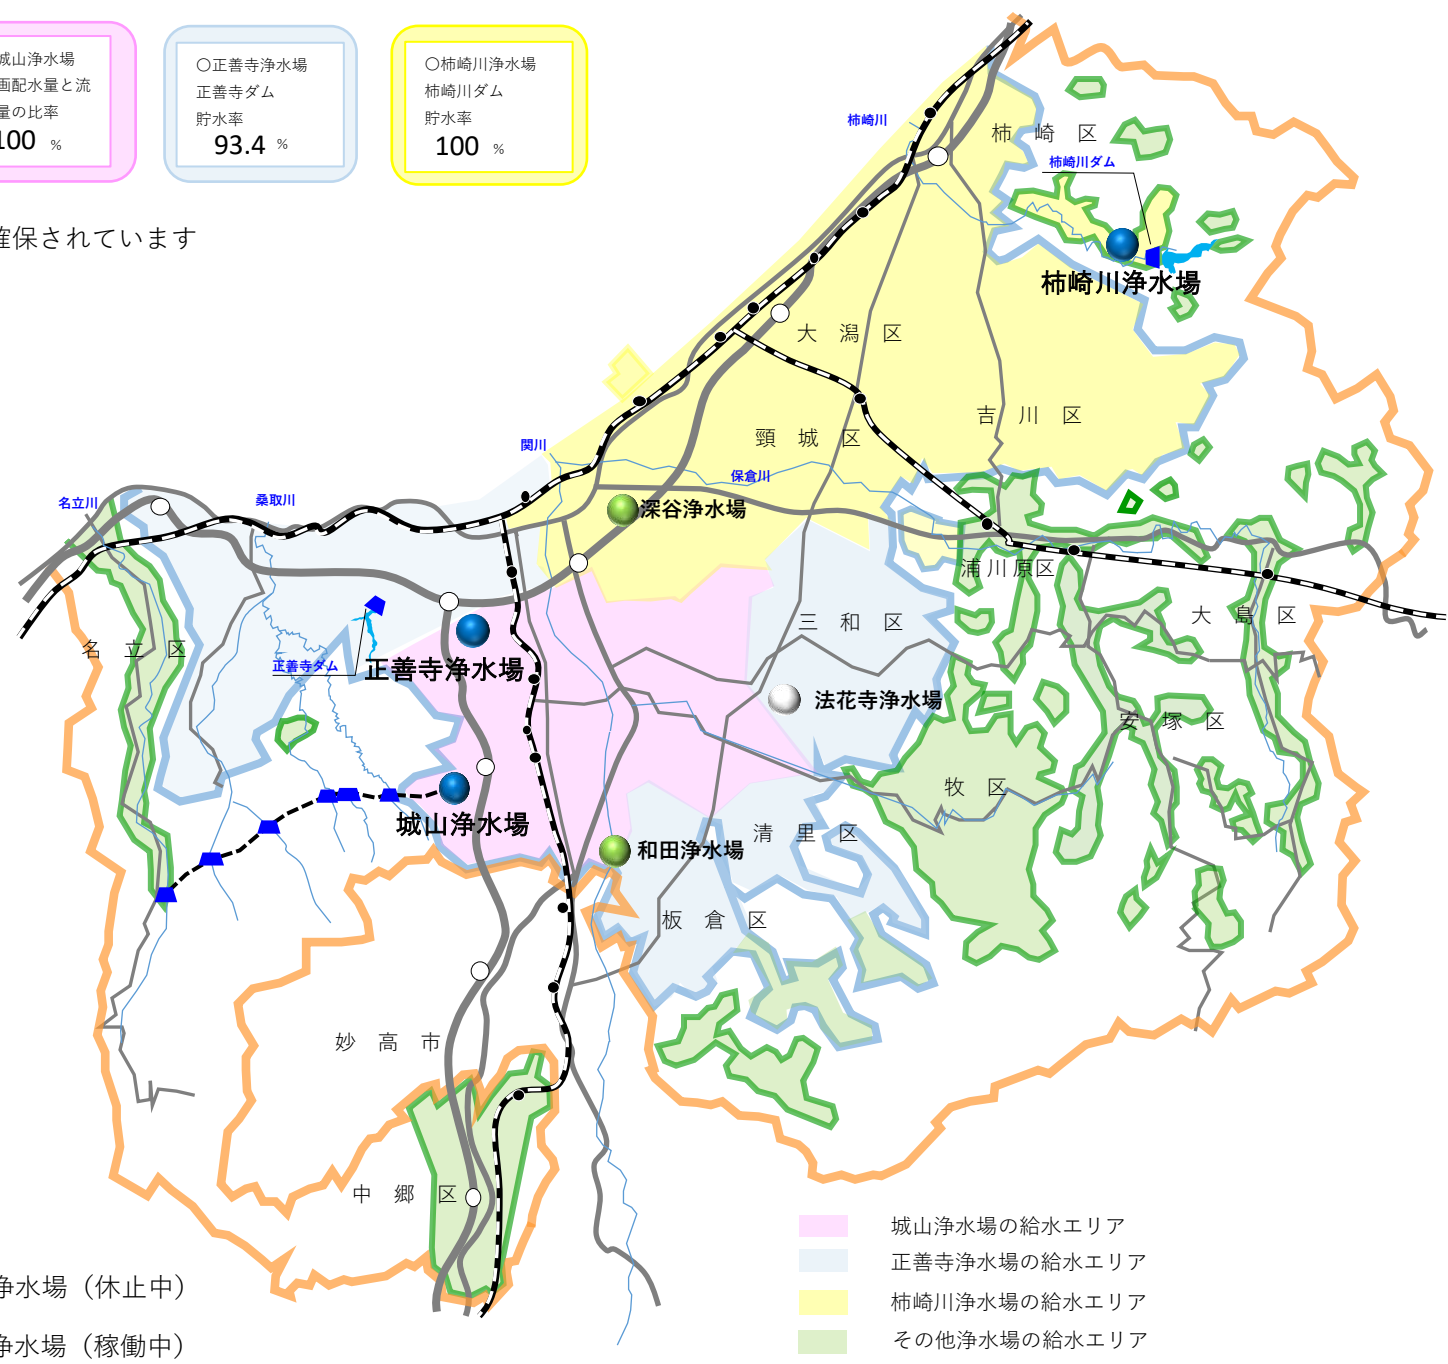 城山浄水場
画配水量と流
量の比率
100 %
〇正善寺浄水場
正善寺ダム
貯水率
93.4 %
〇柿崎川浄水場
柿崎川ダム
貯水率
100 %
確保されています
柿崎川
柿崎区
柿崎川ダム
柿崎川浄水場
大潟区
吉川区
頸城区
関川
保倉川
名立川
桑取川
深谷浄水場
浦川原区
三和区
大島区
名立区
正善寺ダム
正善寺浄水場
法花寺浄水場
安塚区
牧区
城山浄水場
清里区
和田浄水場
板倉区
妙高市
中郷区
城山浄水場の給水エリア
正善寺浄水場の給水エリア
柿崎川浄水場の給水エリア
その他浄水場の給水エリア
浄水場（休止中）
浄水場（稼働中）